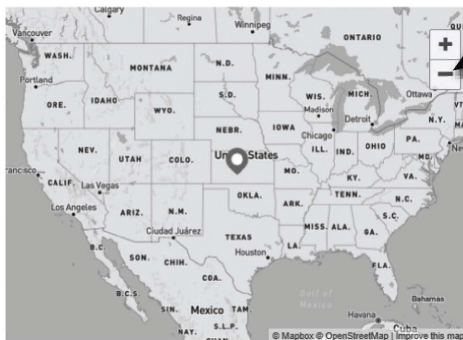 Calgary
Regina
Vancouver
Winnipeg
ONTARIO
+
WASH.
MONTANA
N.D.
MINN.
Portland
ORE.
IDAHO
WYO.
S.D.
WIS.
MICH.
Ottawa
Madison
Detroit
N.Y.
NEBR.
IOWA
Chicago
PA.
NEV.
UTAH
COLO.
United States
ILL.
IND.
OHIO
MD.
CALIF.
Las Vegas
MO.
KY.
VA.
Los Angeles
ARIZ.
N.M.
OKLA.
ARK.
TENN.
N.C.
S.C.
Ciudad Juárez
TEXAS
MISS.
ALA.
GA.
B.C.
SON.
CHIH.
Houston
LA.
FLA.
B.C.S.
COA.
Gulf of
Mexico
SIN.
Mexico
TAM.
Bahamas
NAY.
S.L.P.
Havana
Cuba
© Mapbox © OpenStreetMap | Improve this map